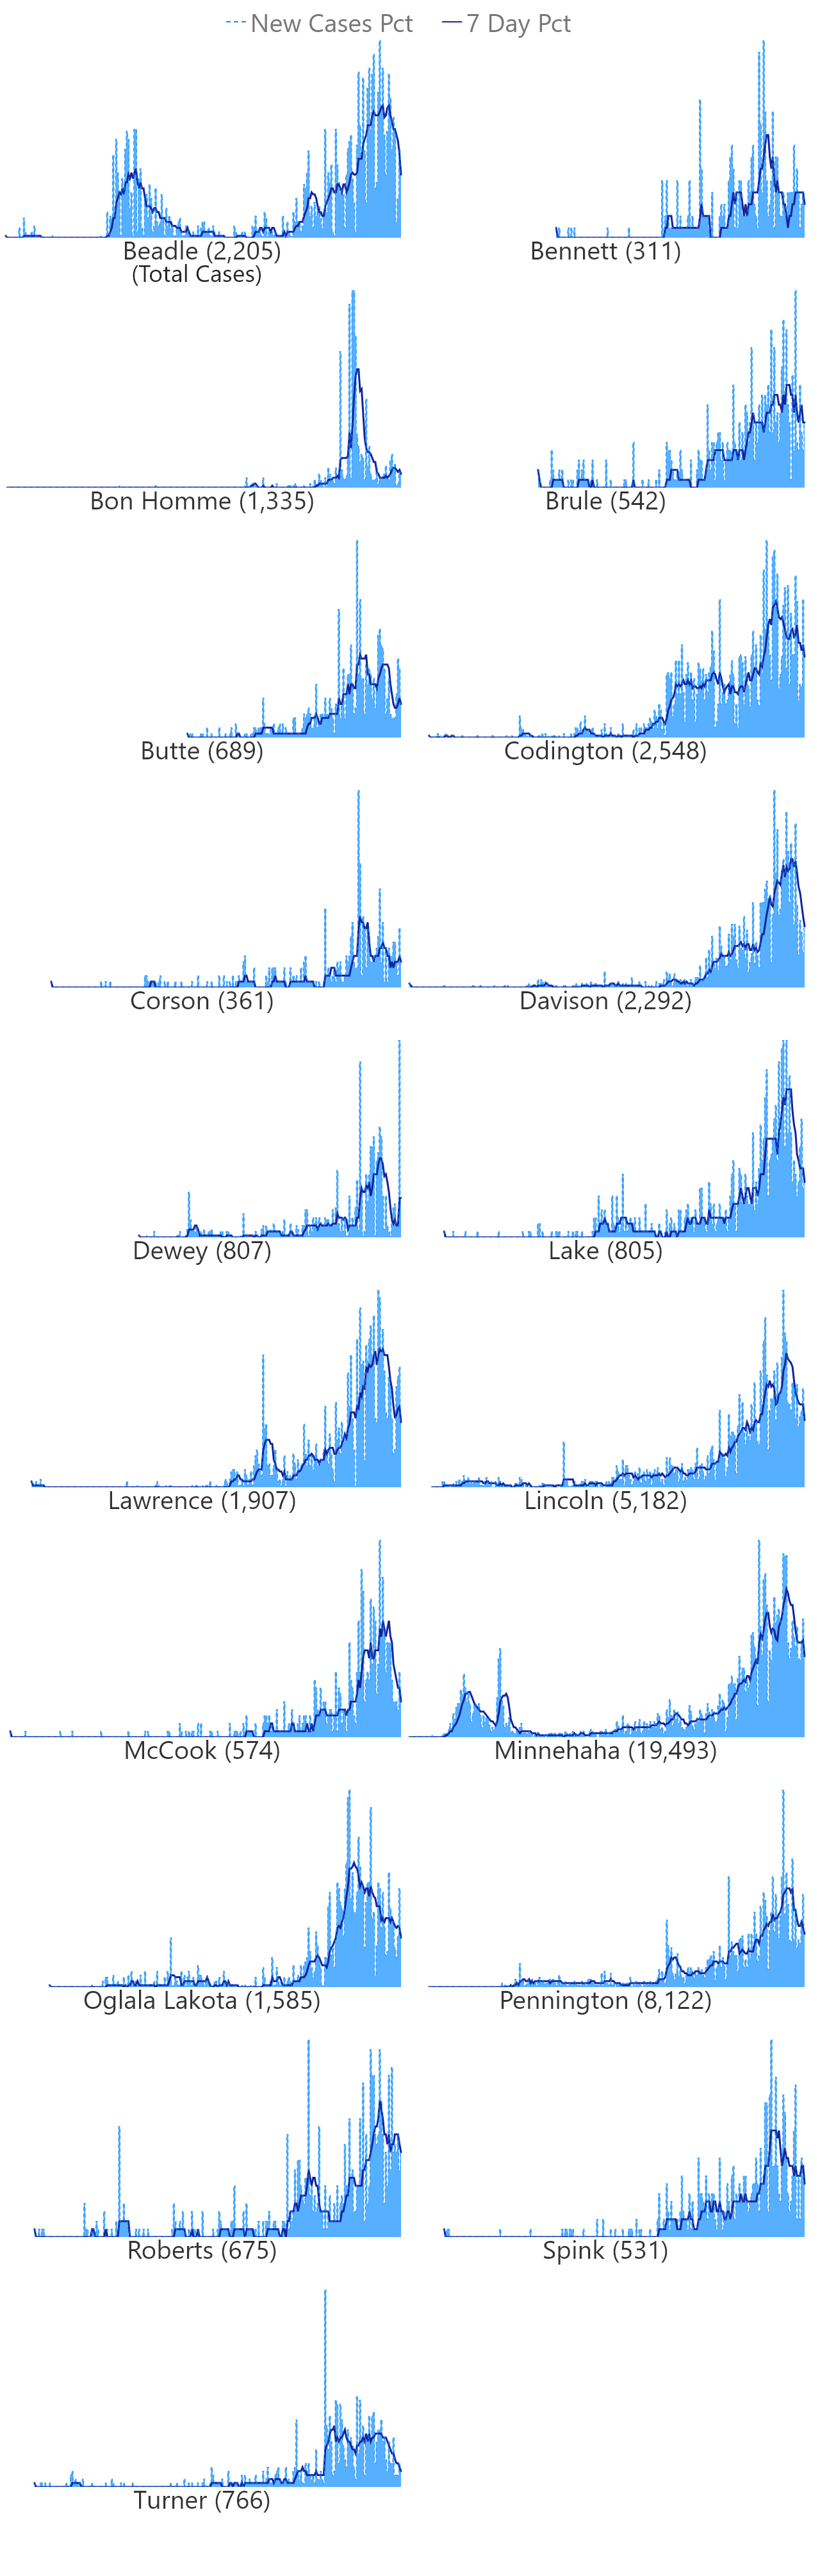 New Cases Pct 7 Day Pct
Beadle (2,205) Bennett (311)
(Total Cases)
Bon Homme (1,335) Brule (542)
Butte (689) Codington (2,548)
Corson (361) Davison (2,292)
Dewey (807) Lake (805)
Lawrence (1,907) Lincoln (5,182)
McCook (574) Minnehaha (19,493)
Oglala Lakota (1,585) Pennington (8,122)
Roberts (675) Spink (531)
Turner (766)